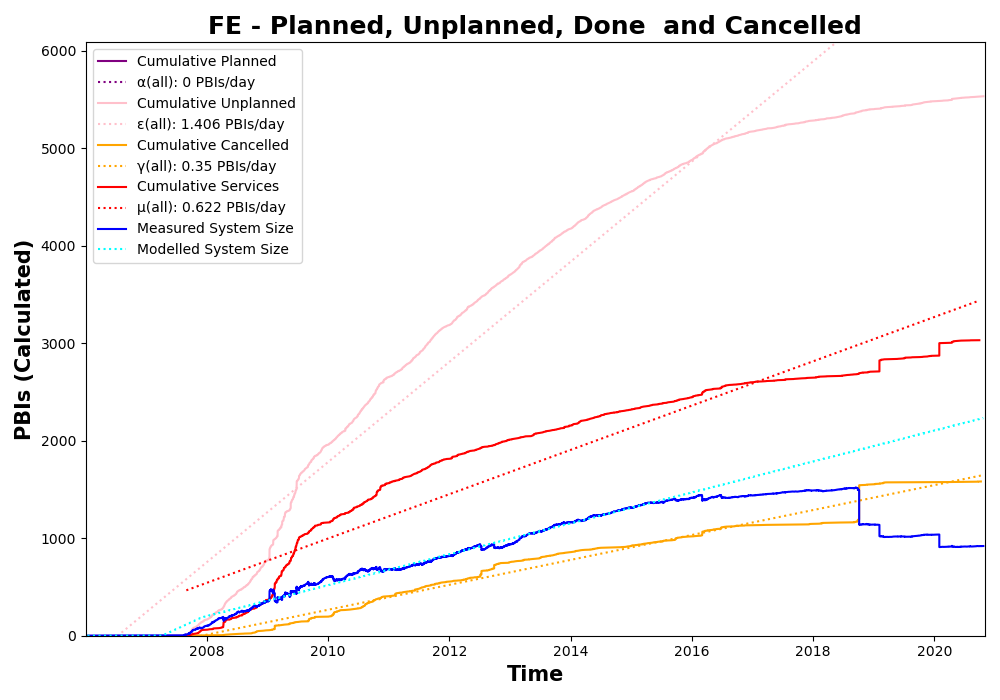 FE - Planned, Unplanned, Done  and Cancelled
6000
5000
4000
3000
2000
1000
0
PBIs (Calculated)
Cumulative Planned
α(all): 0 PBIs/day
Cumulative Unplanned
ε(all): 1.406 PBIs/day
Cumulative Cancelled
γ(all): 0.35 PBIs/day
Cumulative Services
μ(all): 0.622 PBIs/day
Measured System Size
Modelled System Size
2008 2010 2012 2014 2016 2018 2020
Time